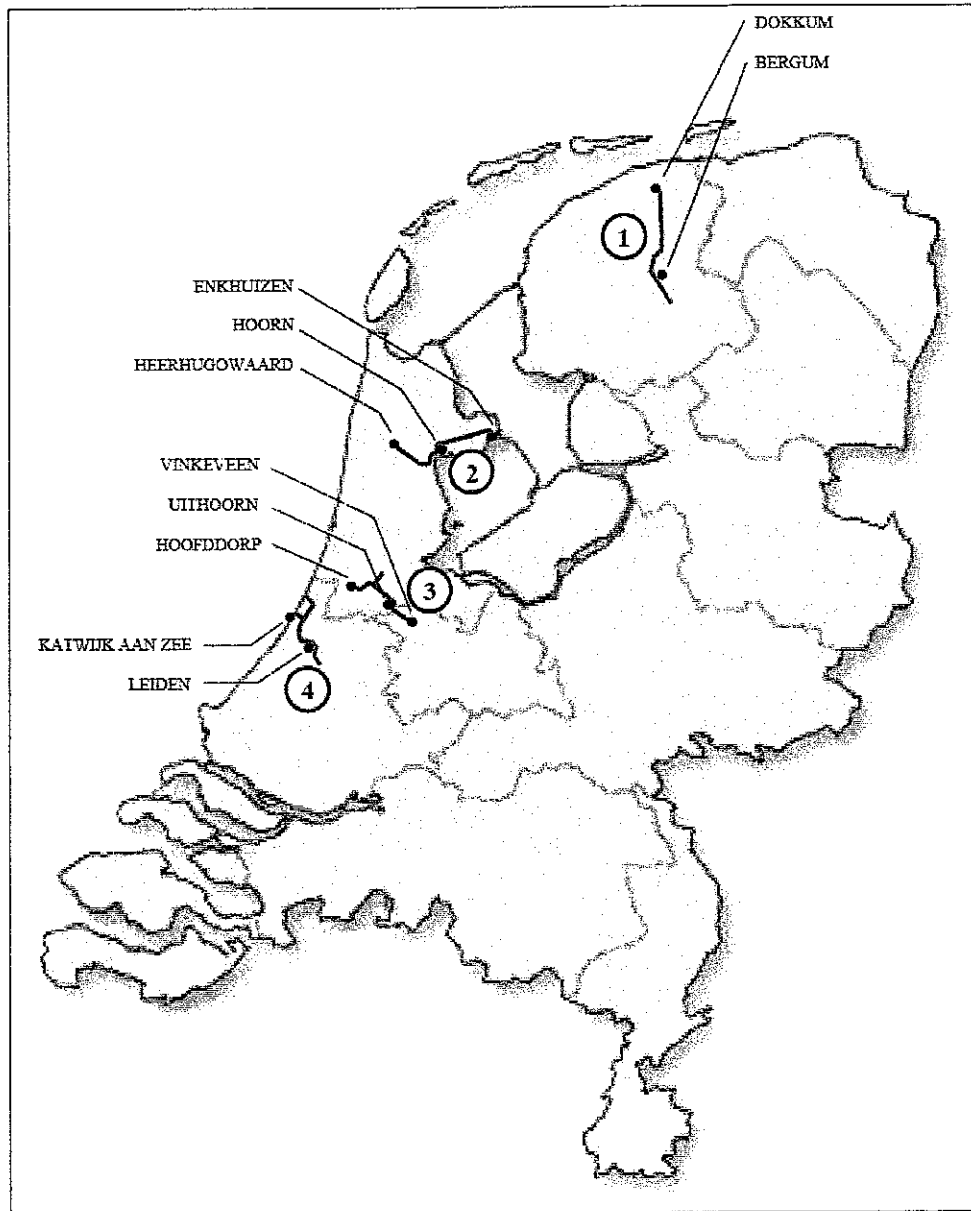 DOKKUM
BERGUM
1
ENKHUIZEN
HOORN
HEERHUGOWAARD
2
VINKEVEEN
UITHOORN
HOOFDDORP
3
KATWIJK AAN ZEE
LEIDEN
4